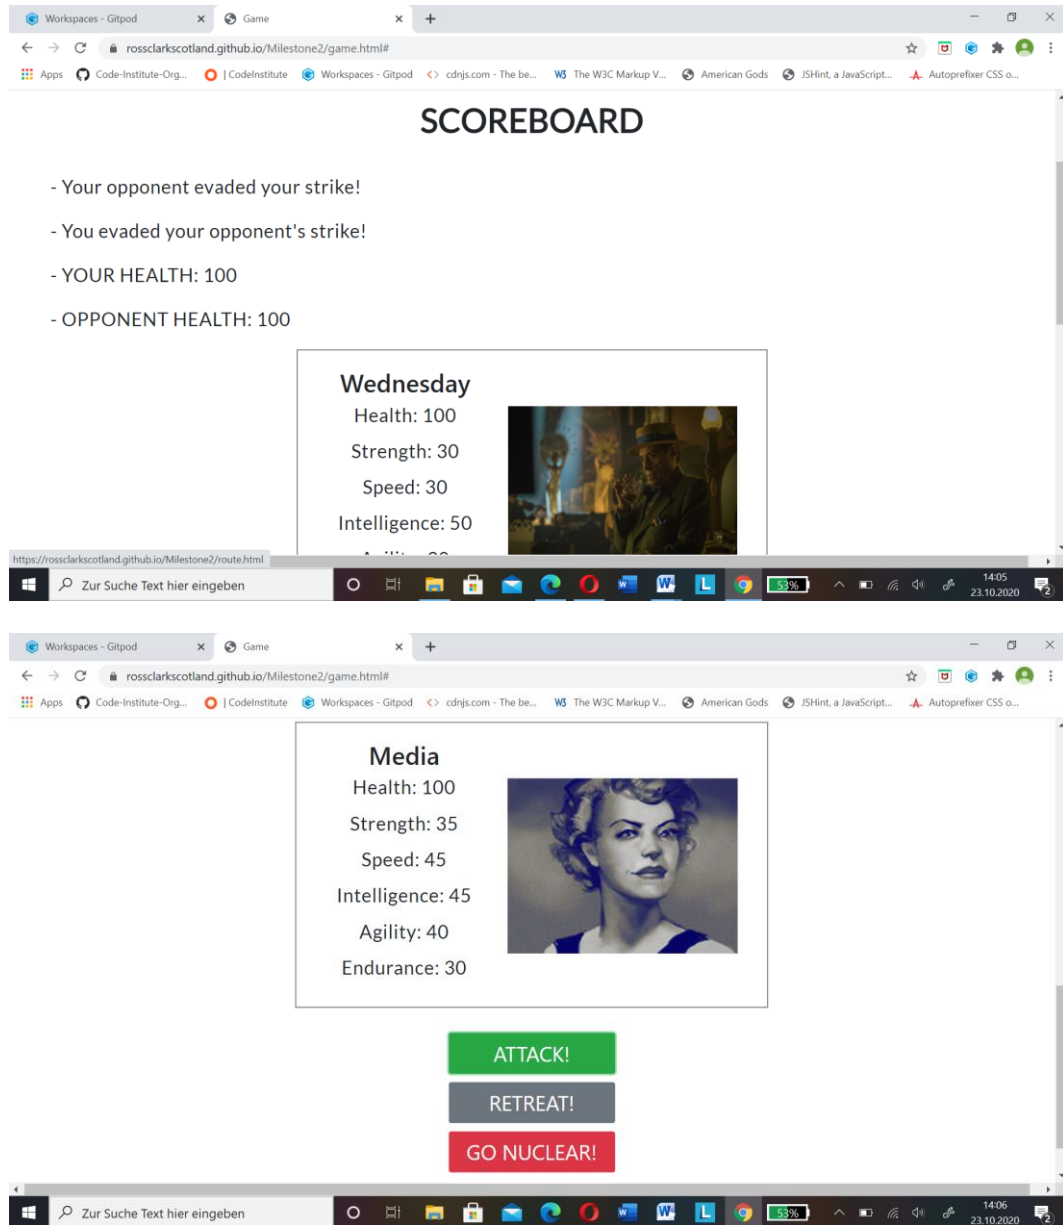 Workspaces - Gitpod
Game
rossclarkscotland.github.io/Milestone2/game.html#
Apps Code-Institute-Org... | CodeInstitute Workspaces - Gitpod cdnjs.com - The be... W3 The W3C Markup V... American Gods JSHint, a JavaScript... Autoprefixer CSS o...
SCOREBOARD
- Your opponent evaded your strike!
- You evaded your opponent's strike!
- YOUR HEALTH: 100
- OPPONENT HEALTH: 100
Wednesday
Health: 100
Strength: 30
Speed: 30
Intelligence: 50
https://rossclarkscotland.github.io/Milestone2/route.html
Zur Suche Text hier eingeben
53%
14:05
23.10.2020
2
Workspaces - Gitpod
Game
rossclarkscotland.github.io/Milestone2/game.html#
Apps Code-Institute-Org... | CodeInstitute Workspaces - Gitpod cdnjs.com - The be... W3 The W3C Markup V... American Gods JSHint, a JavaScript... Autoprefixer CSS o...
Media
Health: 100
Strength: 35
Speed: 45
Intelligence: 45
Agility: 40
Endurance: 30
ATTACK!
RETREAT!
GO NUCLEAR!
Zur Suche Text hier eingeben
53%
14:06
23.10.2020
2